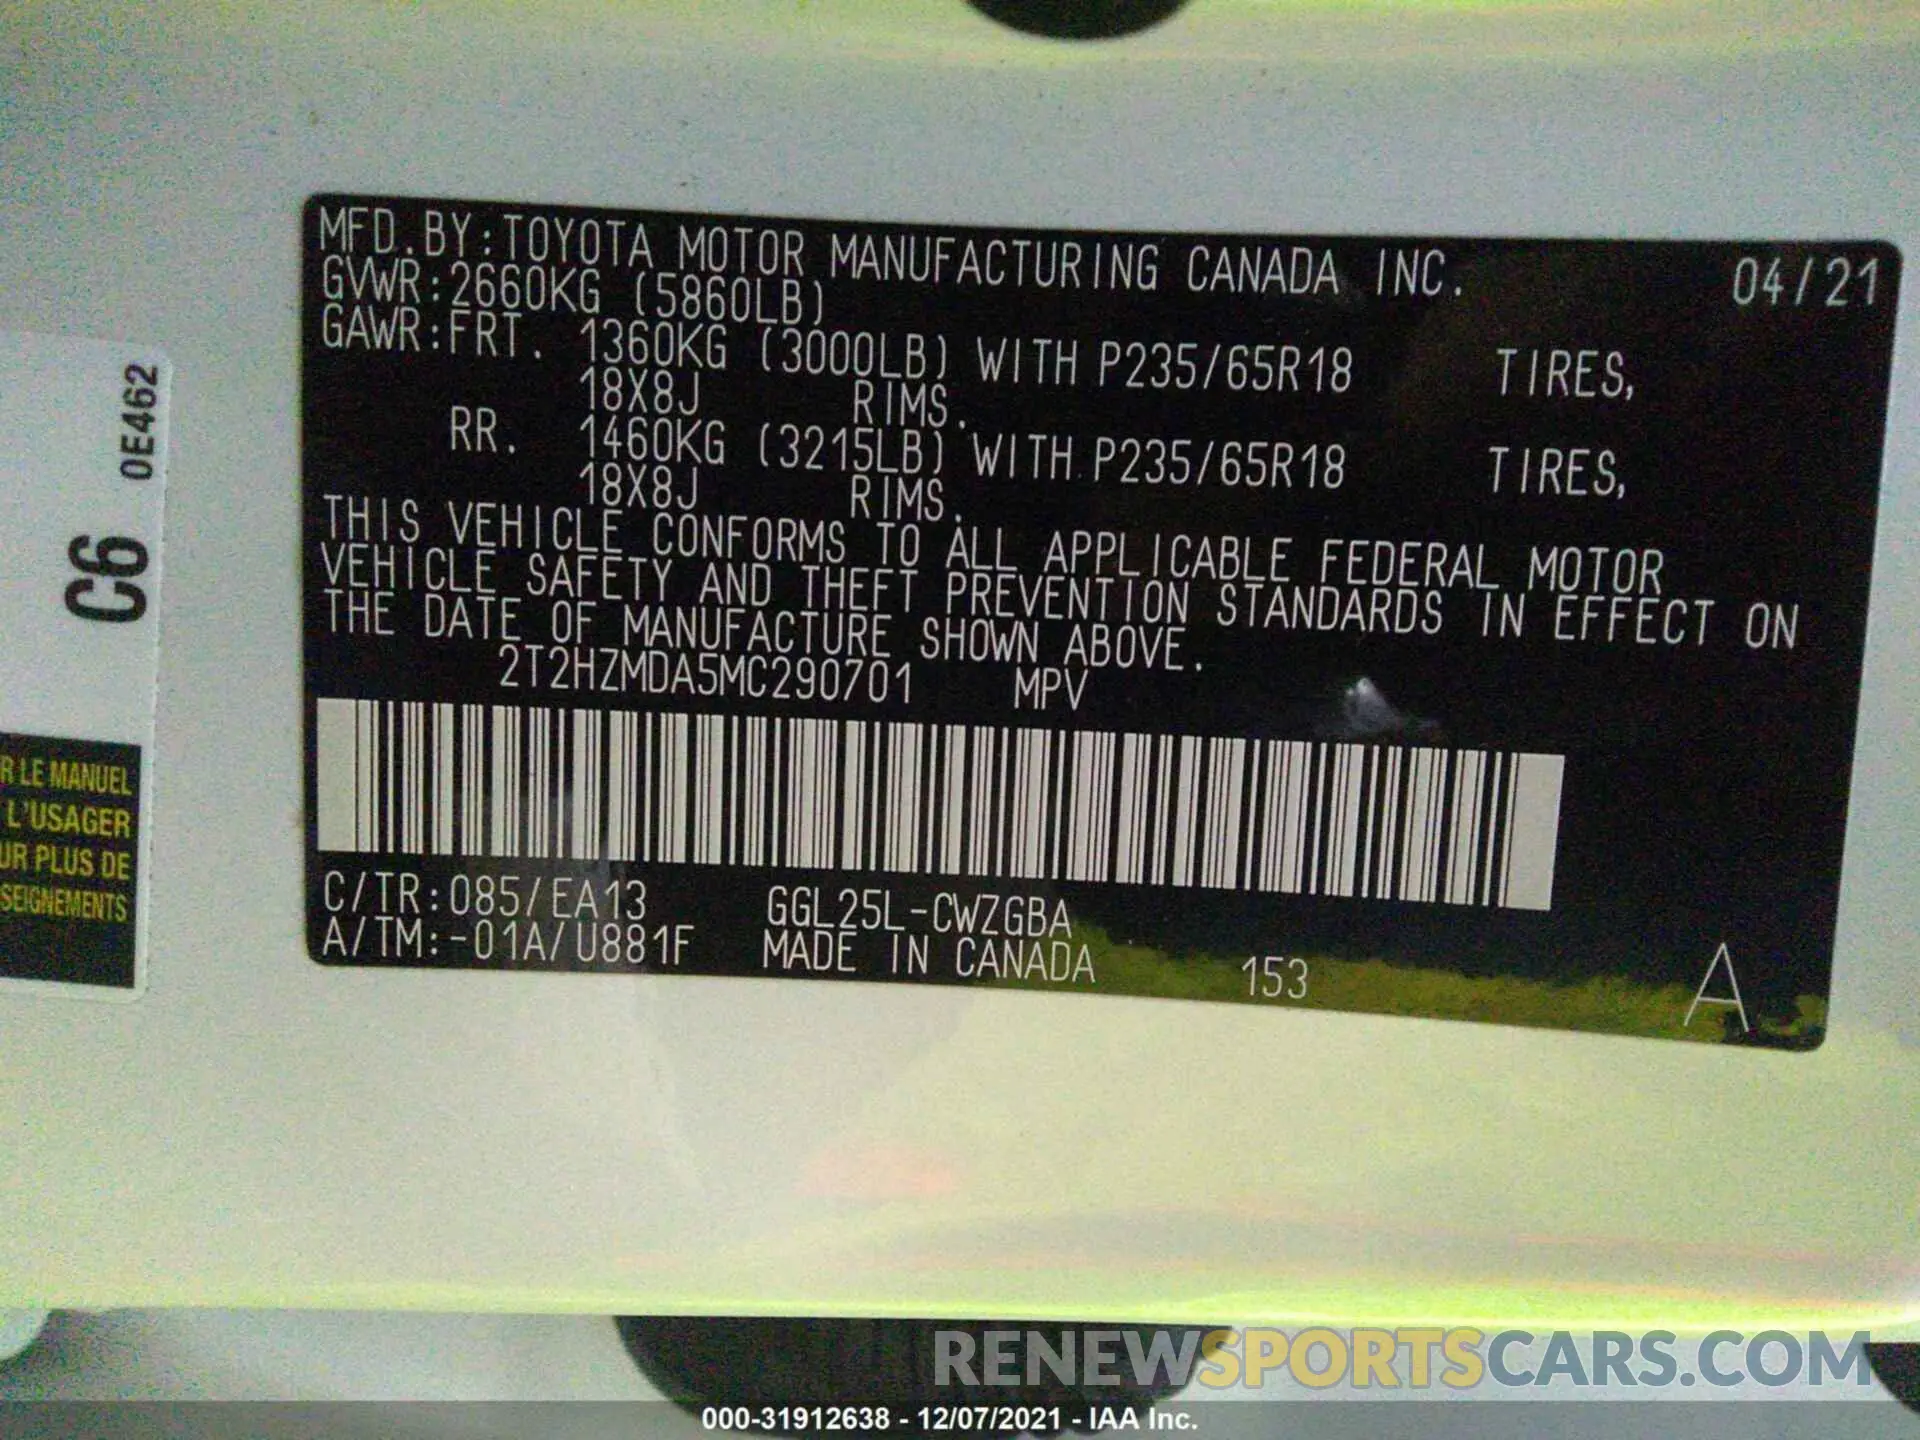 MFD.BY:TOYOTA MOTOR MANUFACTURING CANADA INC. 04/21
GVWR:2660KG (5860LB)
GAWR:FRT. 1360KG (3000LB) WITH P235/65R18 TIRES,
18X8J RIMS.
RR. 1460KG (3215LB) WITH P235/65R18 TIRES,
18X8J RIMS.
THIS VEHICLE CONFORMS TO ALL APPLICABLE FEDERAL MOTOR
VEHICLE SAFETY AND THEFT PREVENTION STANDARDS IN EFFECT ON
THE DATE OF MANUFACTURE SHOWN ABOVE.
2T2HZMDA5MC290701 MPV
C/TR:085/EA13 GGL25L-CWZGBA
A/TM:-01A/U881F MADE IN CANADA 153 A
C6 0E462
R LE MANUEL
L'USAGER
UR PLUS DE
SEIGNEMENTS
RENEWSPORTSCARS.COM
000-31912638 - 12/07/2021 - IAA Inc.